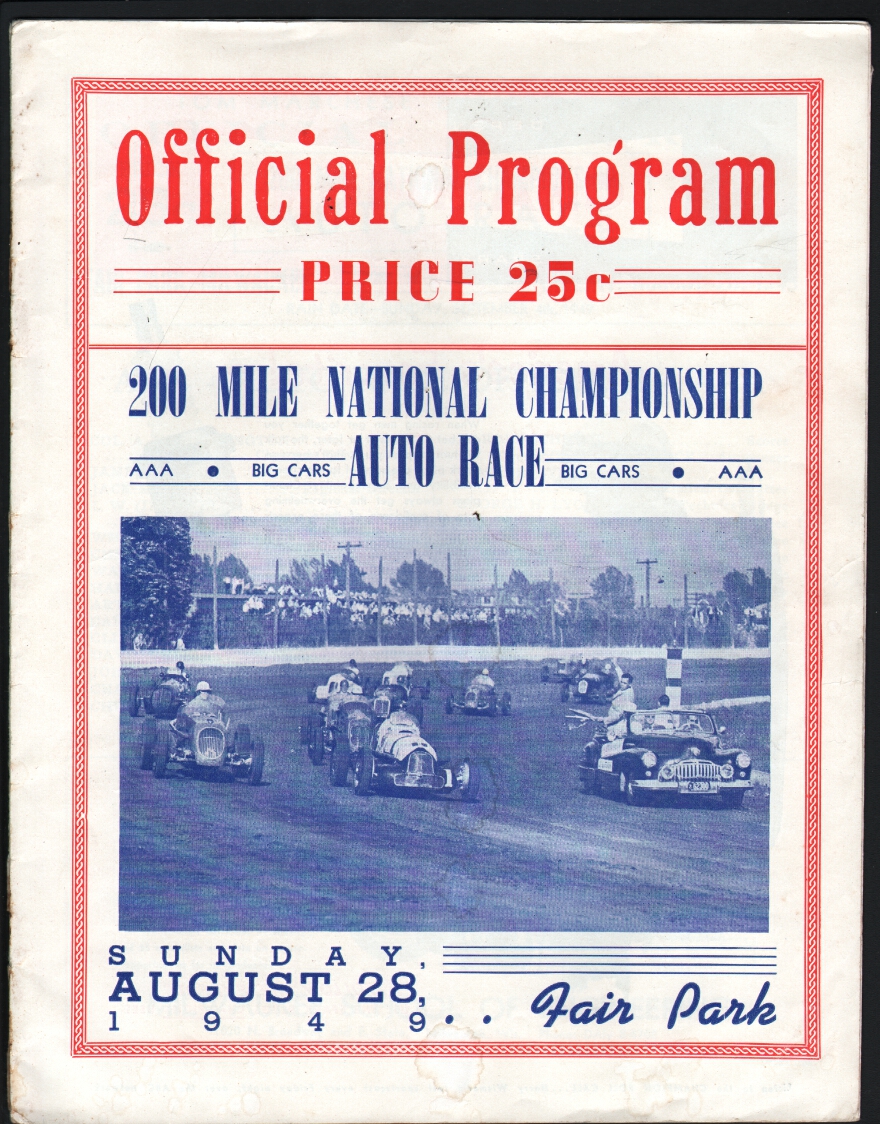 Official Program
PRICE 25c
200 MILE NATIONAL CHAMPIONSHIP
AAA • BIG CARS AUTO RACE BIG CARS • AAA
SUNDAY,
AUGUST 28,
1949 . . Fair Park